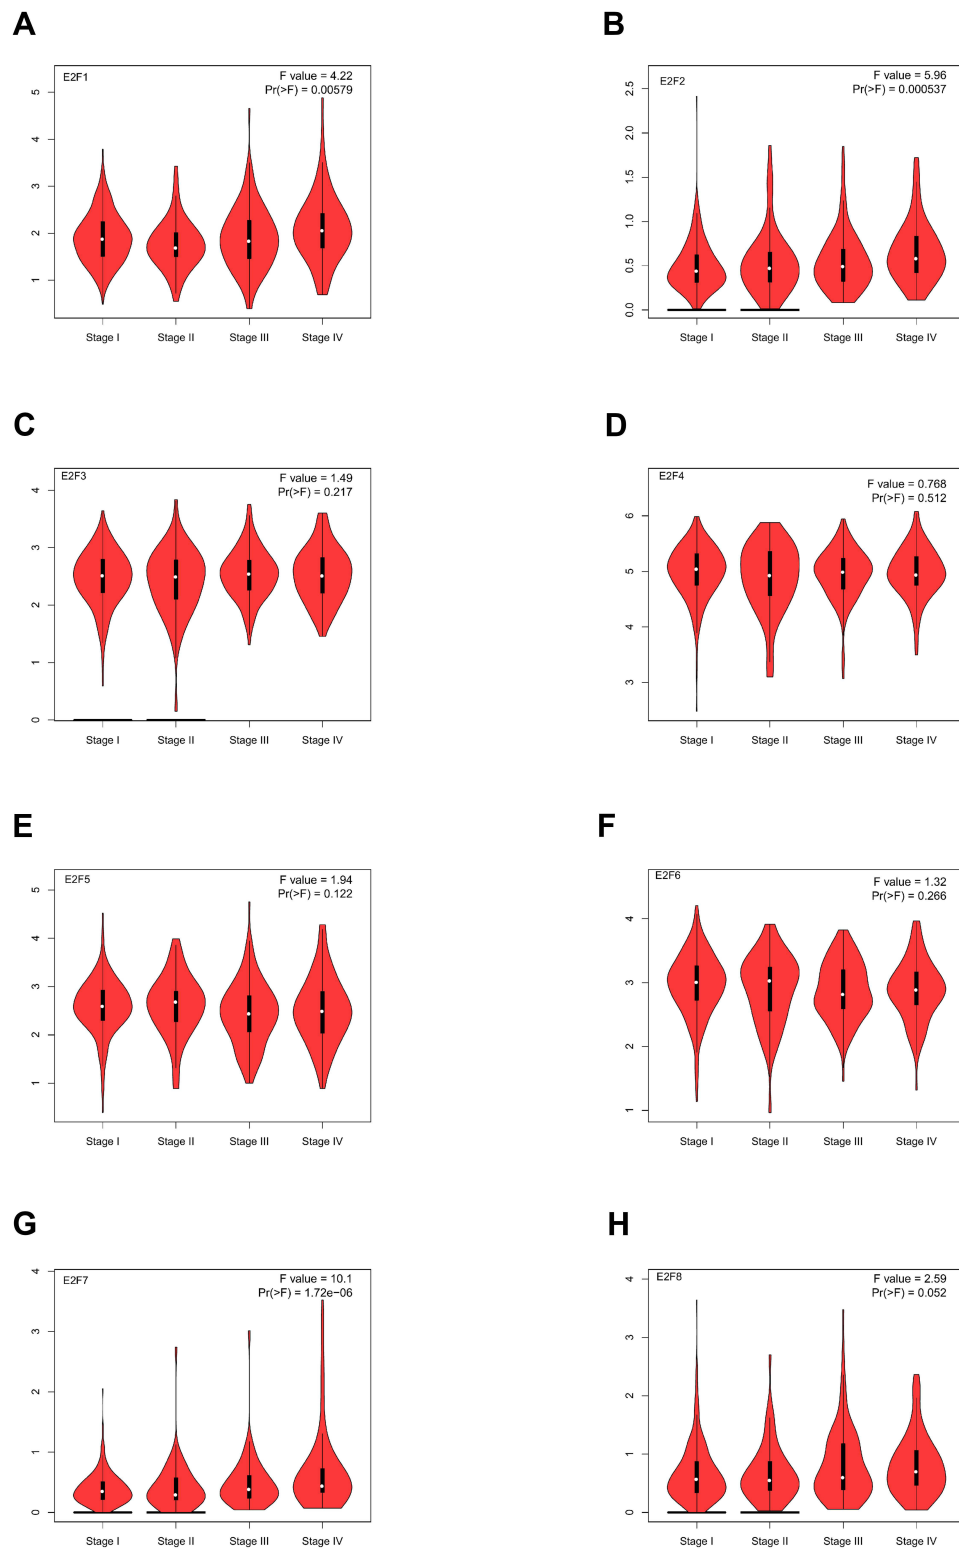 A
E2F1
F value = 4.22
Pr(>F) = 0.00579
5
4
3
2
1
Stage I Stage II Stage III Stage IV
B
E2F2
F value = 5.96
Pr(>F) = 0.000537
2.5
2.0
1.5
1.0
0.5
0.0
Stage I Stage II Stage III Stage IV
C
E2F3
F value = 1.49
Pr(>F) = 0.217
4
3
2
1
0
Stage I Stage II Stage III Stage IV
D
E2F4
F value = 0.768
Pr(>F) = 0.512
6
5
4
3
Stage I Stage II Stage III Stage IV
E
E2F5
F value = 1.94
Pr(>F) = 0.122
5
4
3
2
1
Stage I Stage II Stage III Stage IV
F
E2F6
F value = 1.32
Pr(>F) = 0.266
4
3
2
1
Stage I Stage II Stage III Stage IV
G
E2F7
F value = 10.1
Pr(>F) = 1.72e−06
4
3
2
1
0
Stage I Stage II Stage III Stage IV
H
E2F8
F value = 2.59
Pr(>F) = 0.052
4
3
2
1
0
Stage I Stage II Stage III Stage IV